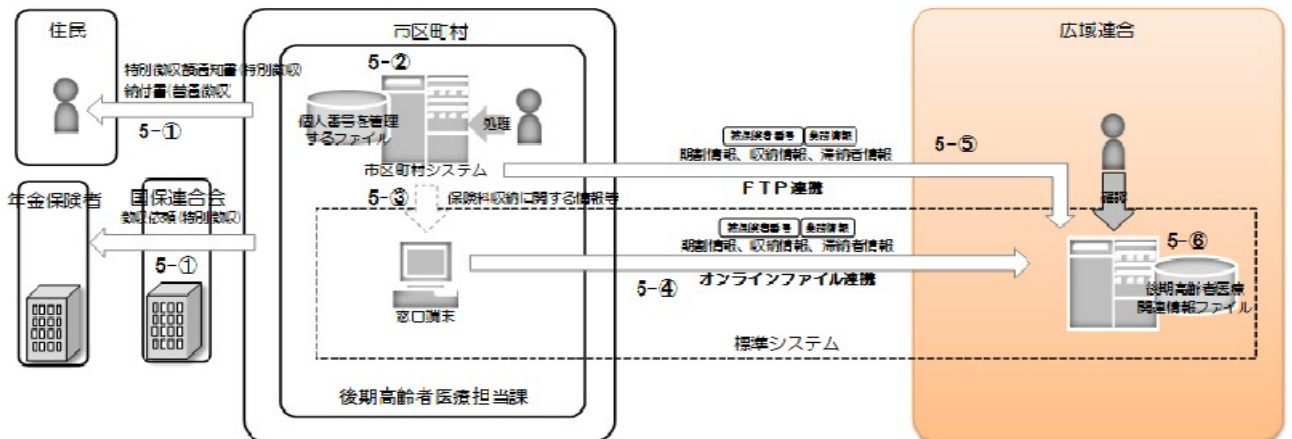 住民
市区町村
広域連合
5-②
特別徴収額通知書(特別徴収)
納付書(普通徴収)
5-①
個人番号を管理
するファイル
処理
市区町村システム
被保険者番号 業務情報
期割情報、収納情報、滞納者情報
5-⑤
FTP連携
確認
年金保険者
国保連合会
徴収依頼(特別徴収)
5-①
5-③
保険料収納に関する情報等
被保険者番号 業務情報
期割情報、収納情報、滞納者情報
5-④
オンラインファイル連携
窓口端末
5-⑥
後期高齢者医療
関連情報ファイル
標準システム
後期高齢者医療担当課